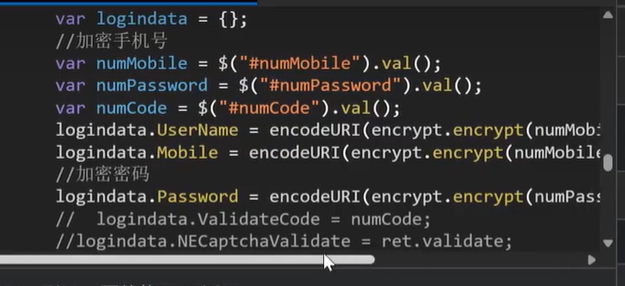 var logindata = {};
//加密手机号
var numMobile = $("#numMobile").val();
var numPassword = $("#numPassword").val();
var numCode = $("#numCode").val();
logindata.UserName = encodeURI(encrypt.encrypt(numMobi
logindata.Mobile = encodeURI(encrypt.encrypt(numMobile
//加密密码
logindata.Password = encodeURI(encrypt.encrypt(numPass
//  logindata.ValidateCode = numCode;
//logindata.NECaptchaValidate = ret.validate;